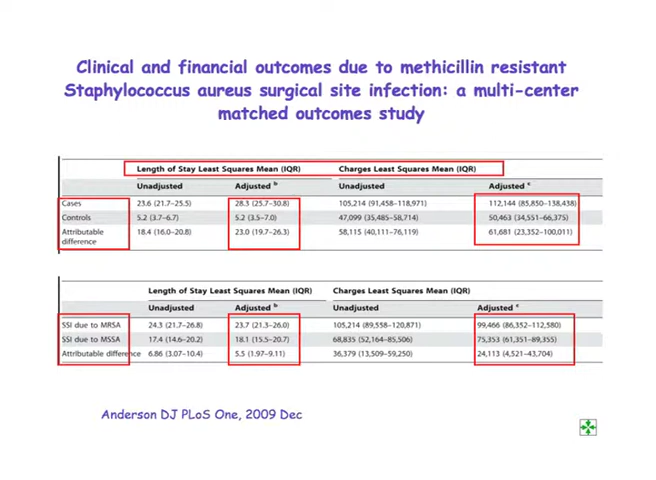 Clinical and financial outcomes due to methicillin resistant
Staphylococcus aureus surgical site infection: a multi-center
matched outcomes study
Length of Stay Least Squares Mean (IQR) Charges Least Squares Mean (IQR)
Unadjusted Adjusted b Unadjusted Adjusted c
Cases 23.6 (21.7–25.5) 28.3 (25.7–30.8) 105,214 (91,458–118,971) 112,144 (85,850–138,438)
Controls 5.2 (3.7–6.7) 5.2 (3.5–7.0) 47,099 (35,485–58,714) 50,463 (34,551–66,375)
Attributable 18.4 (16.0–20.8) 23.0 (19.7–26.3) 58,115 (40,111–76,119) 61,681 (23,352–100,011)
difference
Length of Stay Least Squares Mean (IQR) Charges Least Squares Mean (IQR)
Unadjusted Adjusted b Unadjusted Adjusted c
SSI due to MRSA 24.3 (21.7–26.8) 23.7 (21.3–26.0) 105,214 (89,558–120,871) 99,466 (86,352–112,580)
SSI due to MSSA 17.4 (14.6–20.2) 18.1 (15.5–20.7) 68,835 (52,164–85,506) 75,353 (61,351–89,355)
Attributable difference 6.86 (3.07–10.4) 5.5 (1.97–9.11) 36,379 (13,509–59,250) 24,113 (4,521–43,704)
Anderson DJ PLoS One, 2009 Dec